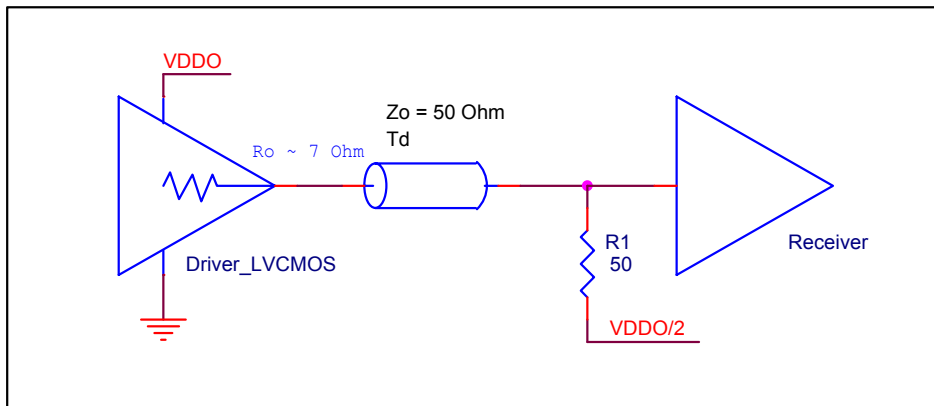 VDDO
Zo = 50 Ohm
Td
Ro ~ 7 Ohm
R1
50
Receiver
Driver_LVCMOS
VDDO/2